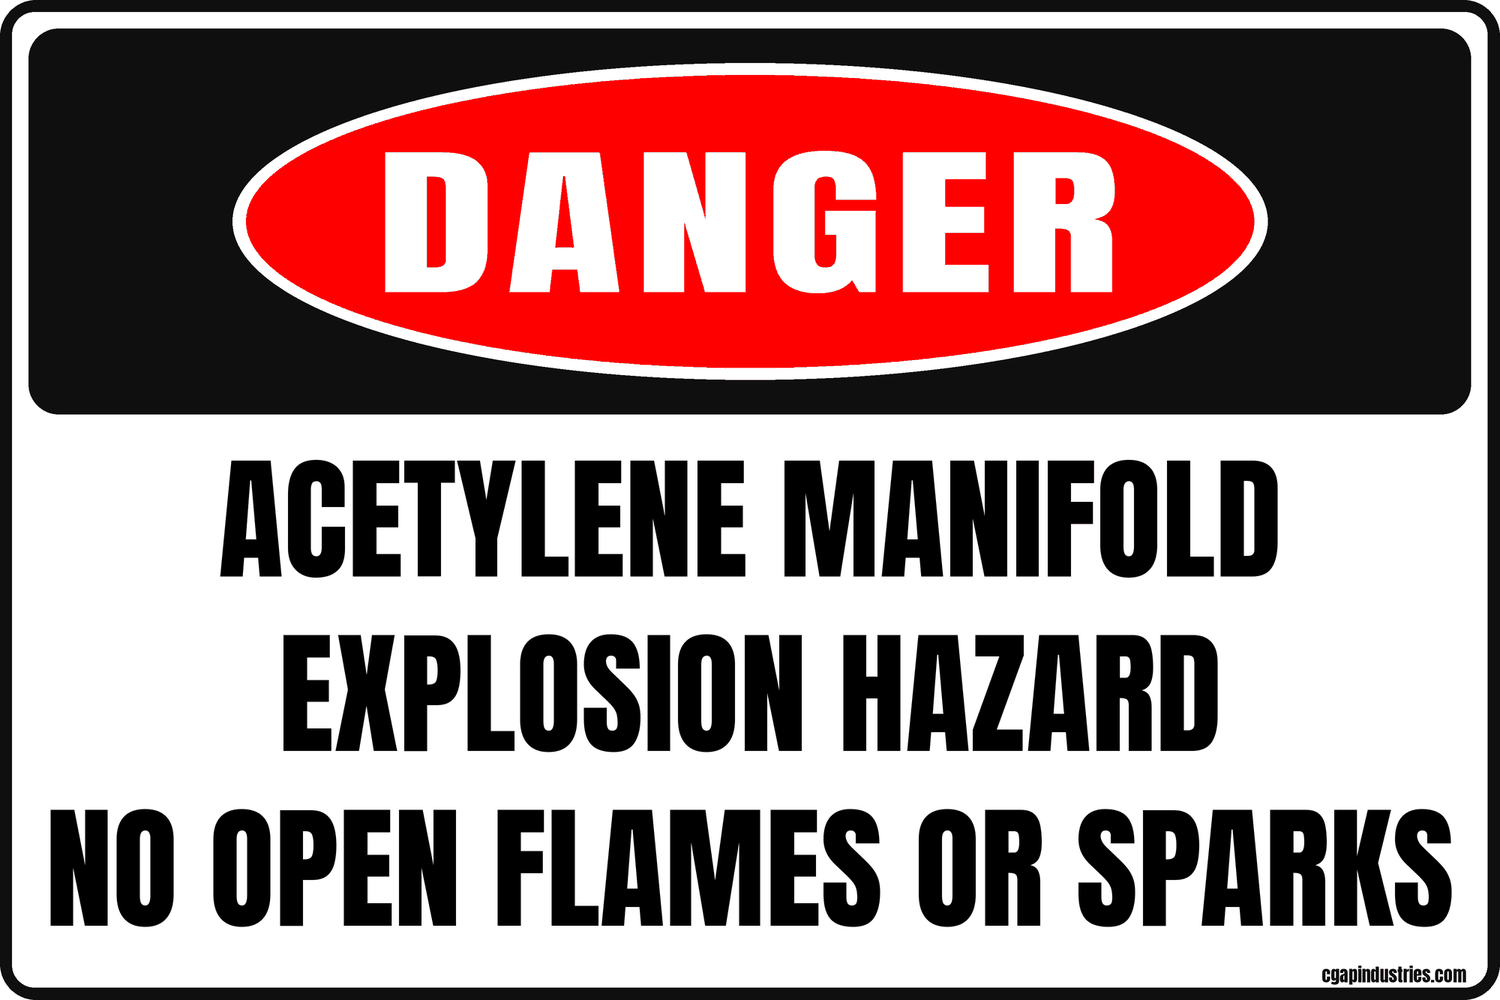 DANGER
ACETYLENE MANIFOLD
EXPLOSION HAZARD
NO OPEN FLAMES OR SPARKS
cgapindustries.com